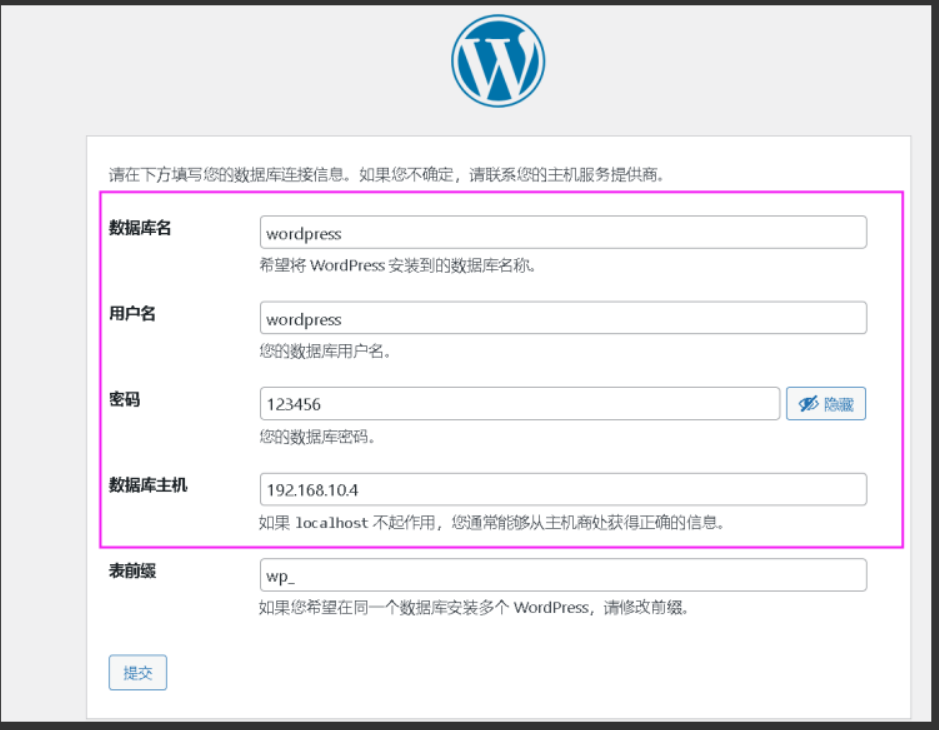 请在下方填写您的数据库连接信息。如果您不确定，请联系您的主机服务提供商。
数据库名
wordpress
希望将 WordPress 安装到的数据库名称。
用户名
wordpress
您的数据库用户名。
密码
123456
隐藏
您的数据库密码。
数据库主机
192.168.10.4
如果 localhost 不起作用，您通常能够从主机商处获得正确的信息。
表前缀
wp_
如果您希望在同一个数据库安装多个 WordPress，请修改前缀。
提交